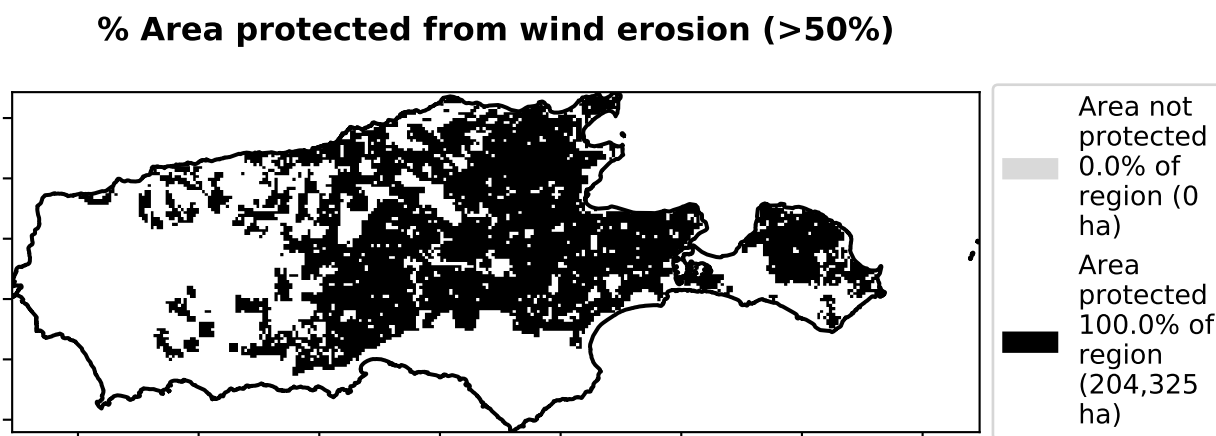 % Area protected from wind erosion (>50%)
Area not
protected
0.0% of
region (0
ha)
Area
protected
100.0% of
region
(204,325
ha)